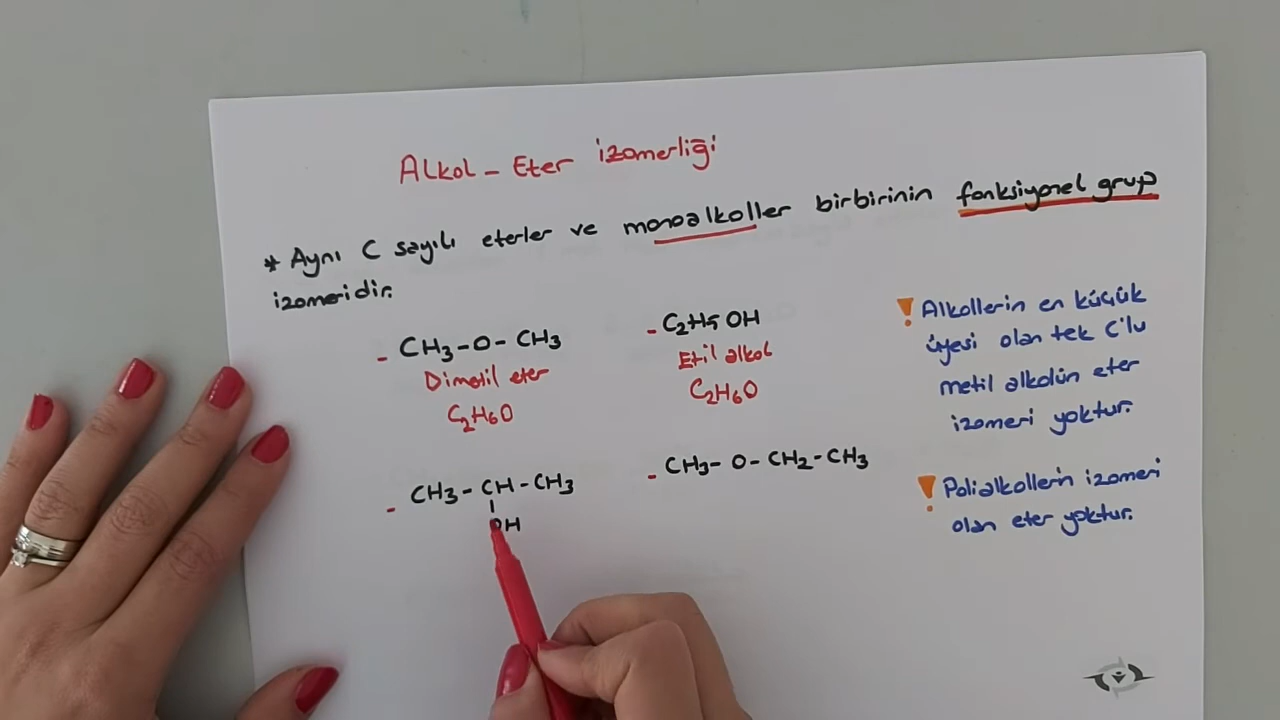 Alkol - Eter izomerliği
* Aynı C sayılı eterler ve monoalkoller birbirinin fonksiyonel grup
izomeridir.
- CH3-O-CH3
Dimetil eter
C2H6O
- C2H5OH
Etil alkol
C2H6O
! Alkollerin en küçük
üyesi olan tek C'lu
metil alkolün eter
izomeri yoktur.
- CH3-CH-CH3
OH
- CH3-O-CH2-CH3
! Polialkollerin izomeri
olan eter yoktur.